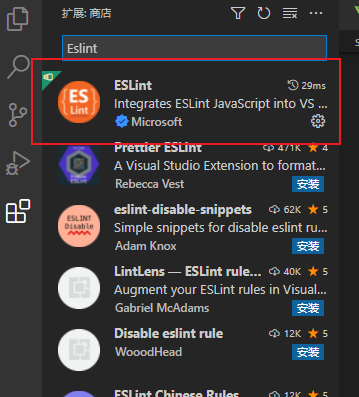 扩展: 商店
Eslint
ESLint 29ms
Integrates ESLint JavaScript into VS ...
Microsoft
ES
Lint
Prettier ESLint 471K 4
A Visual Studio Extension to format...
Rebecca Vest 安装
eslint-disable-snippets 62K 5
Simple snippets for disable eslint ru...
Adam Knox 安装
ESLINT
Disable
LintLens — ESLint rule... 40K 5
Augment your ESLint rules in Visual...
Gabriel McAdams 安装
Disable eslint rule 12K 5
WooodHead 安装
ESLint Chinese Rules 12K 5